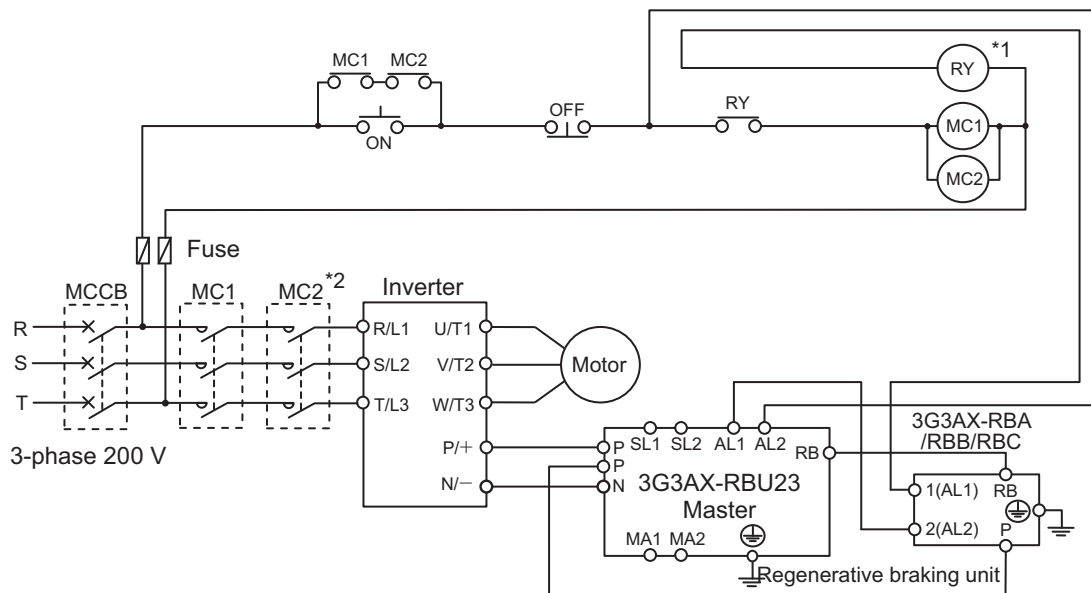 MC1 MC2
*1
RY
OFF
RY
ON
MC1
MC2
Fuse
MCCB
MC1
MC2 *2
Inverter
R
R/L1
U/T1
S
S/L2
V/T2
Motor
T
T/L3
W/T3
3-phase 200 V
P/+
N/−
SL1 SL2 AL1 AL2
P
P
N
RB
3G3AX-RBU23
Master
MA1 MA2
3G3AX-RBA
/RBB/RBC
1(AL1)
RB
2(AL2)
P
Regenerative braking unit